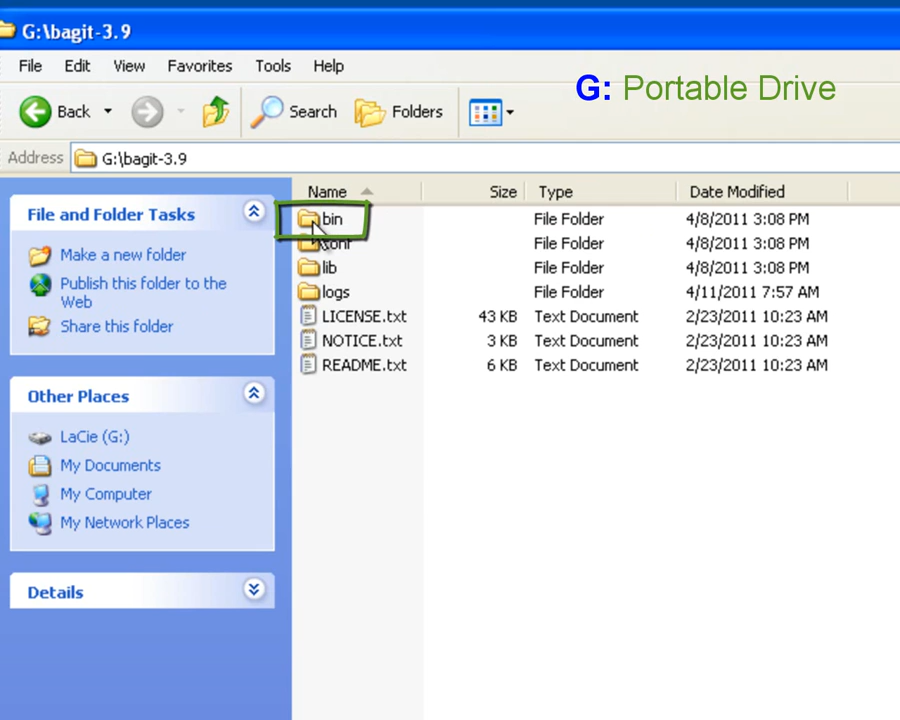 G:\bagit-3.9
File Edit View Favorites Tools Help
G: Portable Drive
Back Search Folders
Address G:\bagit-3.9
Name Size Type Date Modified
File and Folder Tasks
Make a new folder
Publish this folder to the
Web
Share this folder
Other Places
LaCie (G:)
My Documents
My Computer
My Network Places
Details
bin File Folder 4/8/2011 3:08 PM
conf File Folder 4/8/2011 3:08 PM
lib File Folder 4/8/2011 3:08 PM
logs File Folder 4/11/2011 7:57 AM
LICENSE.txt 43 KB Text Document 2/23/2011 10:23 AM
NOTICE.txt 3 KB Text Document 2/23/2011 10:23 AM
README.txt 6 KB Text Document 2/23/2011 10:23 AM